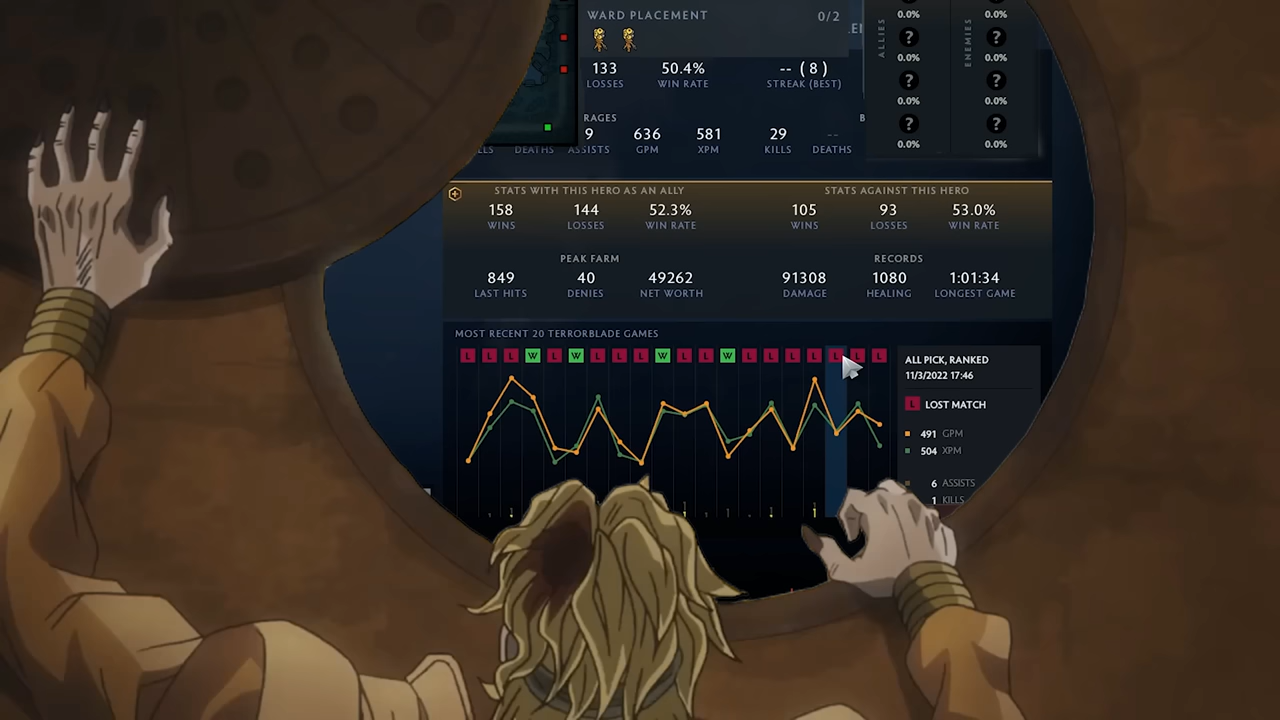 WARD PLACEMENT 0/2
133 50.4% -- ( 8 )
LOSSES WIN RATE STREAK (BEST)
9 636 581 29 --
DEATHS ASSISTS GPM XPM KILLS DEATHS
ALLIES ENEMIES
0.0% 0.0%
? ?
0.0% 0.0%
? ?
0.0% 0.0%
? ?
0.0% 0.0%
STATS WITH THIS HERO AS AN ALLY STATS AGAINST THIS HERO
158 144 52.3% 105 93 53.0%
WINS LOSSES WIN RATE WINS LOSSES WIN RATE
PEAK FARM RECORDS
849 40 49262 91308 1080 1:01:34
LAST HITS DENIES NET WORTH DAMAGE HEALING LONGEST GAME
MOST RECENT 20 TERRORBLADE GAMES
L L L W L W L L L W L L W L L L L L L L
ALL PICK, RANKED
11/3/2022 17:46
L LOST MATCH
491 GPM
504 XPM
6 ASSISTS
1 KILLS